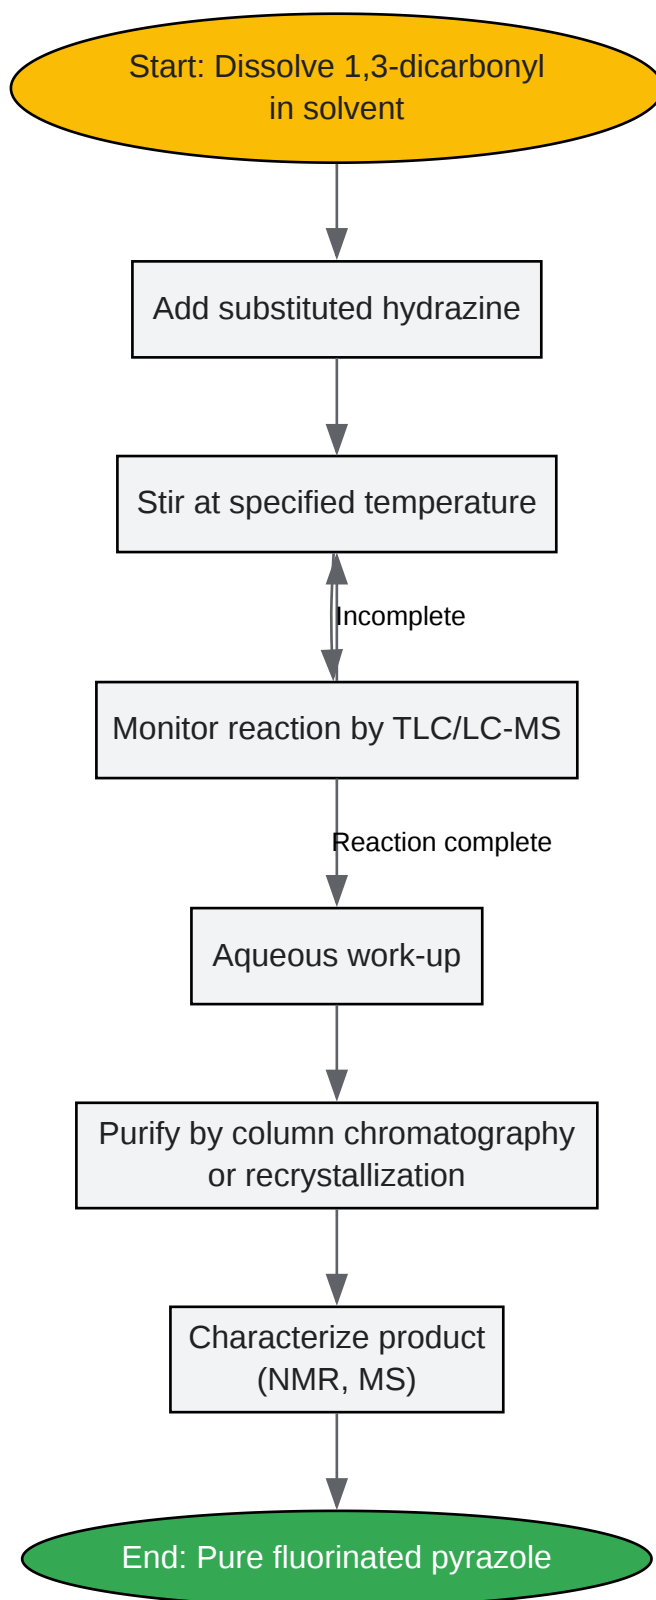 Start: Dissolve 1,3-dicarbonyl
in solvent
Add substituted hydrazine
Stir at specified temperature
Incomplete
Monitor reaction by TLC/LC-MS
Reaction complete
Aqueous work-up
Purify by column chromatography
or recrystallization
Characterize product
(NMR, MS)
End: Pure fluorinated pyrazole